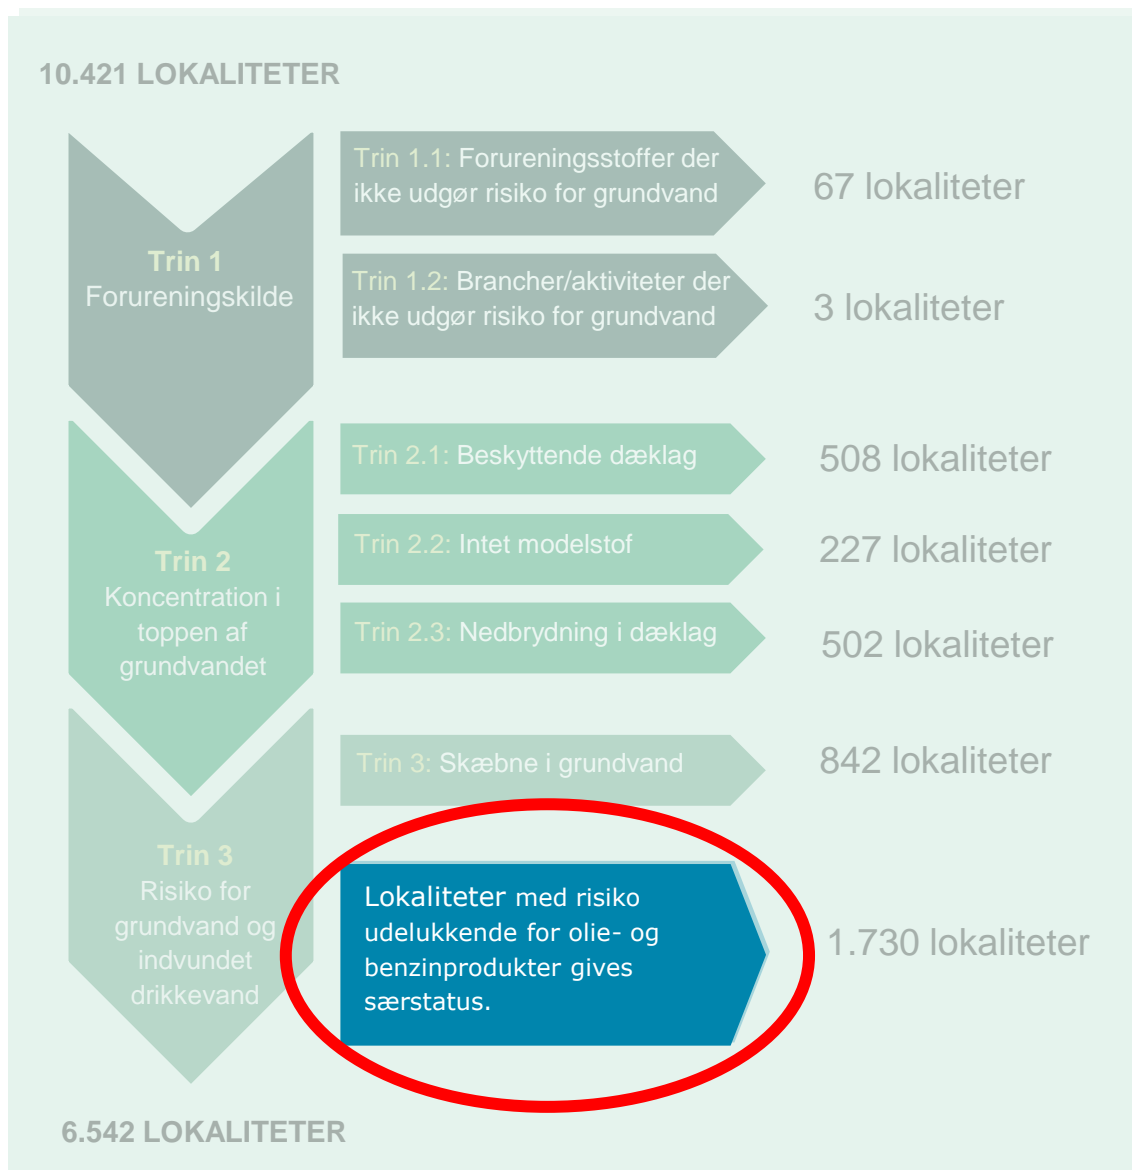 10.421 LOKALITETER
Trin 1
Forureningskilde
Trin 1.1: Forureningsstoffer der
ikke udgør risiko for grundvand
67 lokaliteter
Trin 1.2: Brancher/aktiviteter der
ikke udgør risiko for grundvand
3 lokaliteter
Trin 2
Koncentration i
toppen af
grundvandet
Trin 2.1: Beskyttende dæklag
508 lokaliteter
Trin 2.2: Intet modelstof
227 lokaliteter
Trin 2.3: Nedbrydning i dæklag
502 lokaliteter
Trin 3
Risiko for
grundvand og
indvundet
drikkevand
Trin 3: Skæbne i grundvand
842 lokaliteter
Lokaliteter med risiko
udelukkende for olie- og
benzinprodukter gives
særstatus.
1.730 lokaliteter
6.542 LOKALITETER